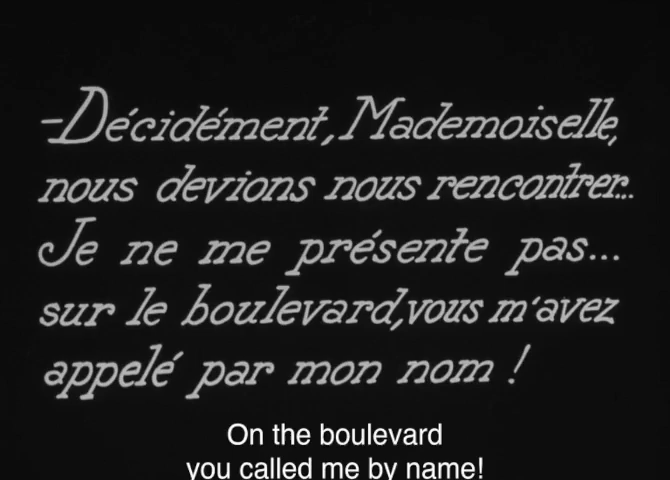 -Décidément, Mademoiselle,
nous devions nous rencontrer...
Je ne me présente pas...
sur le boulevard, vous m'avez
appelé par mon nom !
On the boulevard
you called me by name!